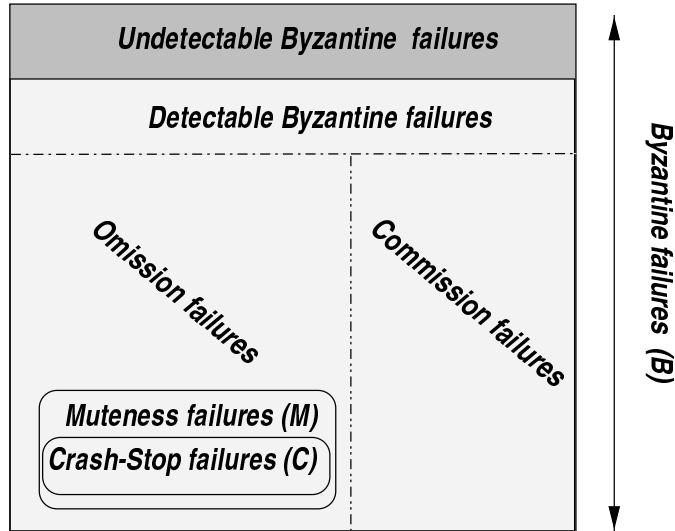 Undetectable Byzantine failures
Detectable Byzantine failures
Omission failures
Commission failures
Muteness failures (M)
Crash-Stop failures (C)
Byzantine failures (B)